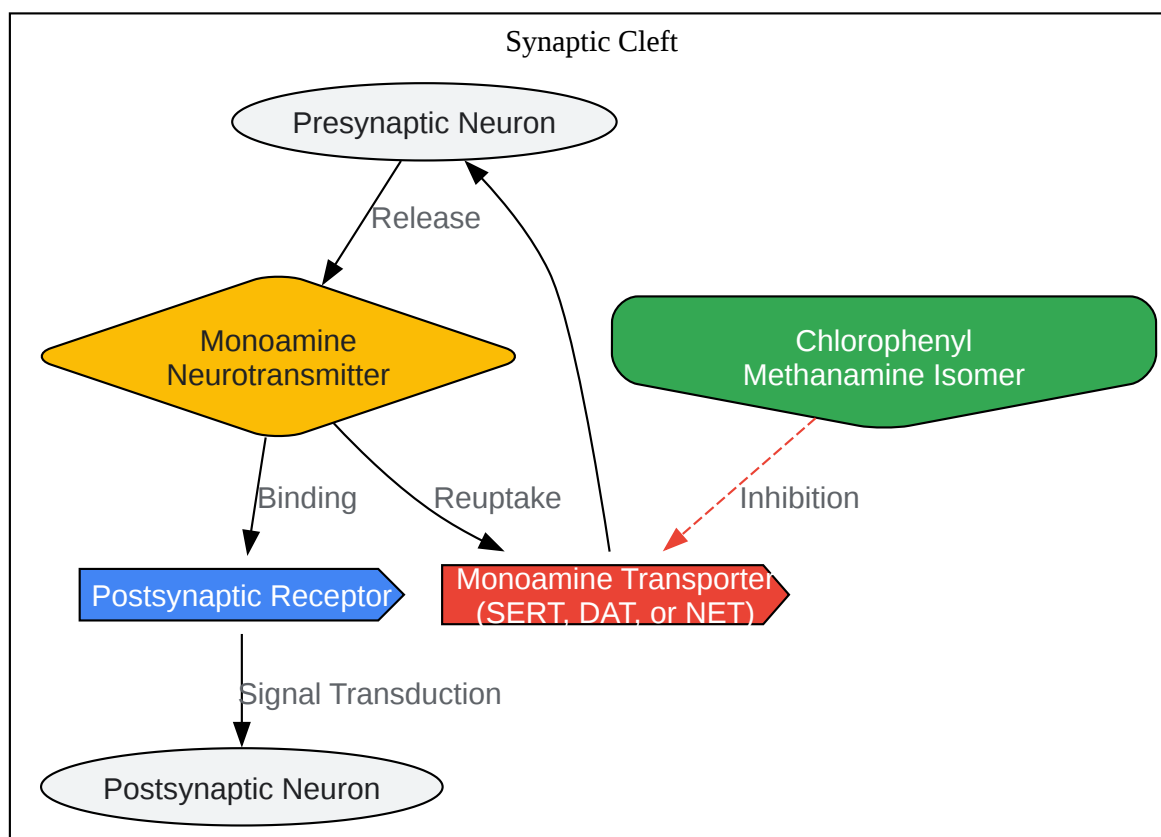 Synaptic Cleft
Presynaptic Neuron
Release
Monoamine
Neurotransmitter
Chlorophenyl
Methanamine Isomer
Binding
Reuptake
Inhibition
Postsynaptic Receptor
Monoamine Transporter
(SERT, DAT, or NET)
Signal Transduction
Postsynaptic Neuron